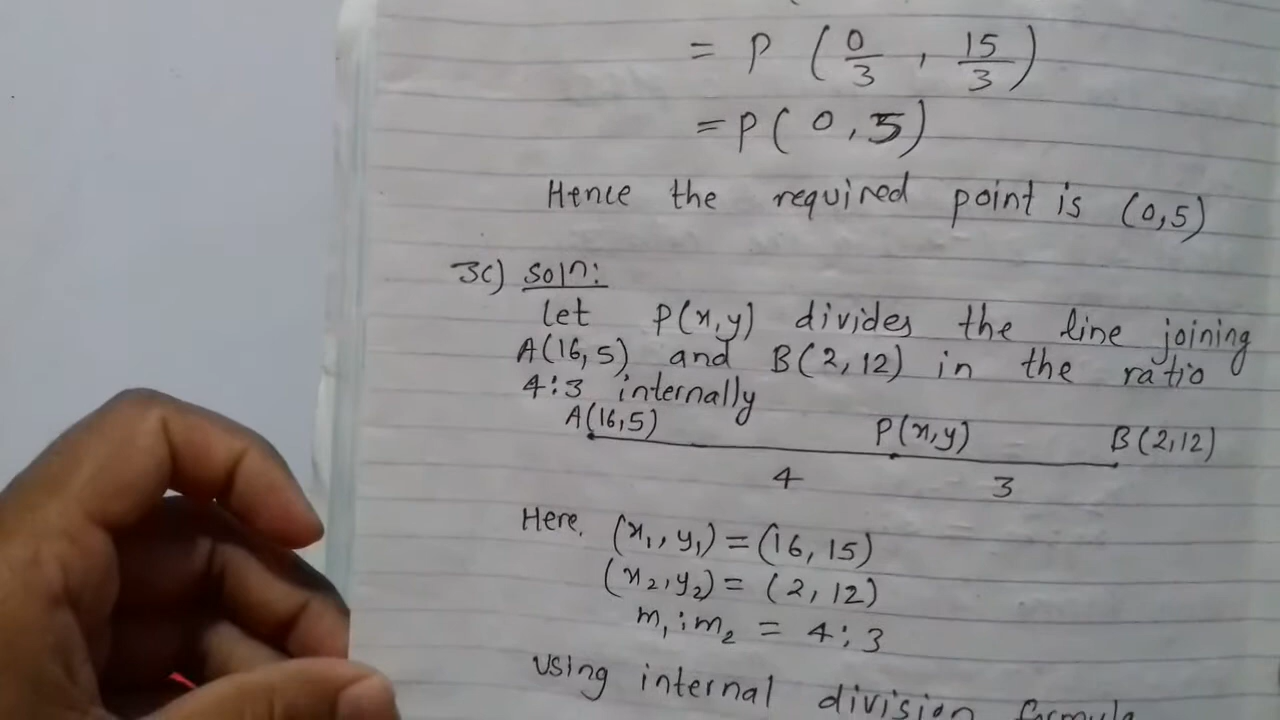 = P (0/3, 15/3)
= P(0,5)
Hence the required point is (0,5)
3c) Soln:
Let P(x,y) divides the line joining
A(16,5) and B(2,12) in the ratio
4:3 internally
A(16,5) P(x,y) B(2,12)
4 3
Here, (x₁, y₁) = (16, 15)
(x₂,y₂) = (2, 12)
m₁:m₂ = 4:3
Using internal division formula